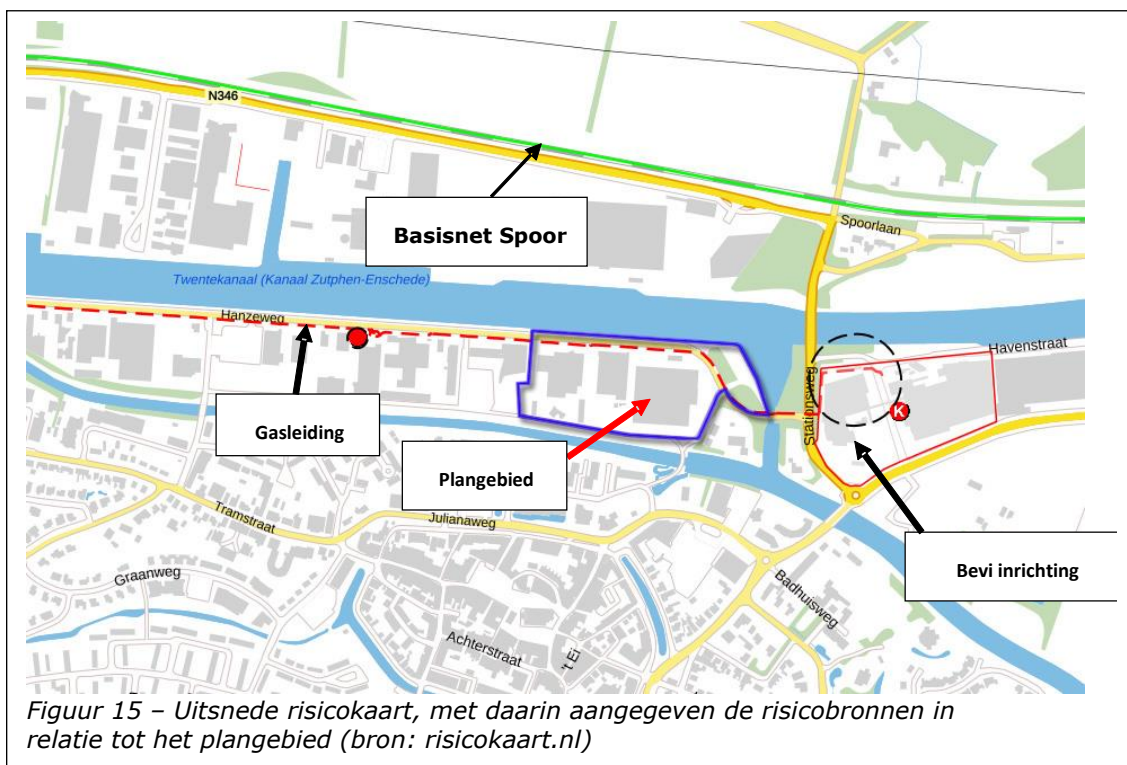 N346
Basisnet Spoor
Spoorlaan
Twentekanaal (Kanaal Zutphen-Enschede)
Hanzeweg
Havenstraat
Stationsweg
K
Gasleiding
Plangebied
Bevi inrichting
Tramstraat
Julianaweg
Graanweg
Badhuisweg
Achterstraat
't Ei
Figuur 15 – Uitsnede risicokaart, met daarin aangegeven de risicobronnen in
relatie tot het plangebied (bron: risicokaart.nl)